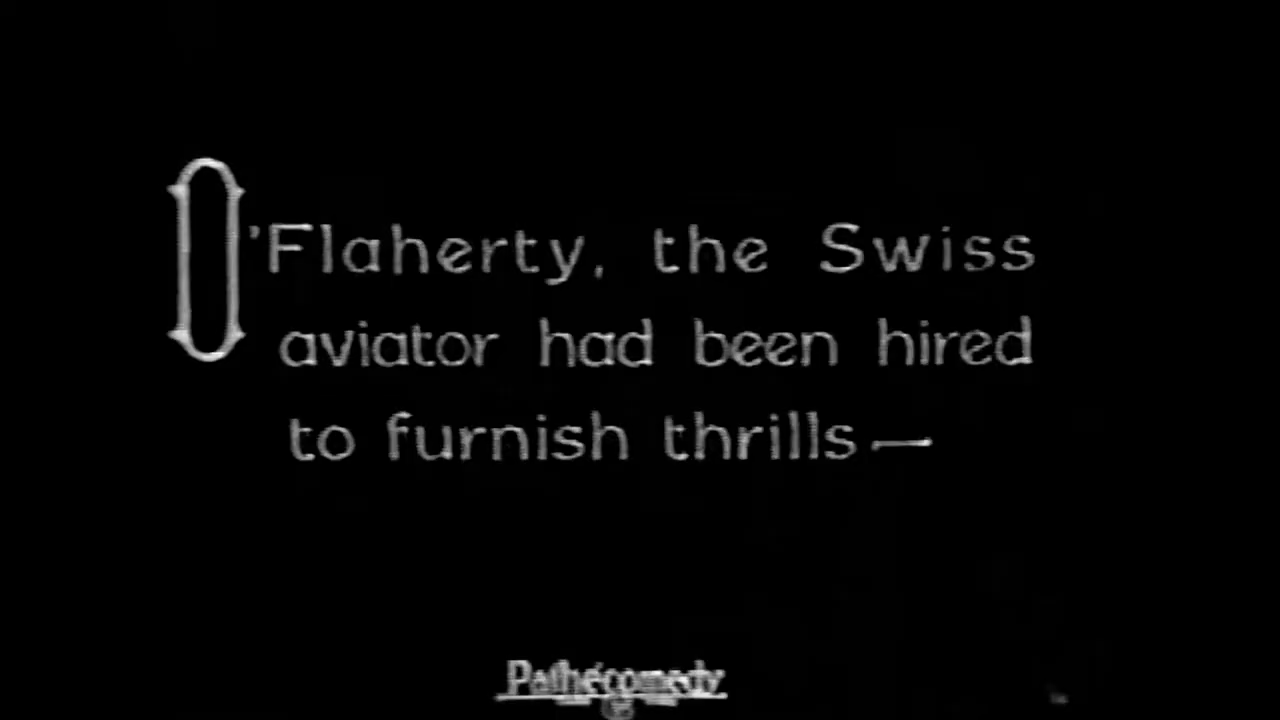 O'Flaherty, the Swiss
aviator had been hired
to furnish thrills—
Pathécomedy